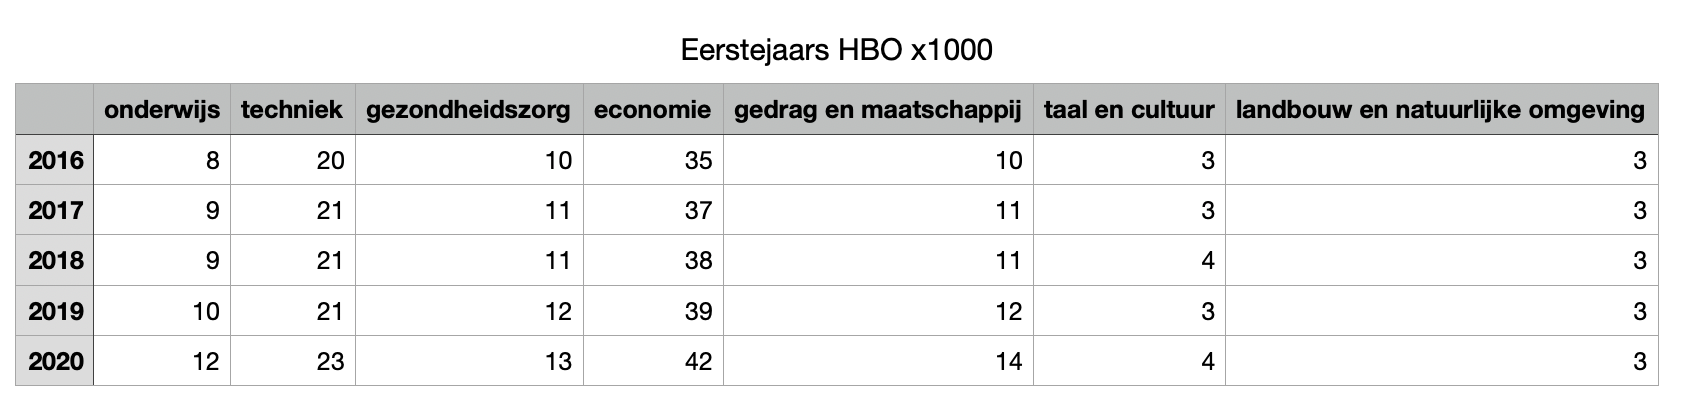 Eerstejaars HBO x1000
onderwijs techniek gezondheidszorg economie gedrag en maatschappij taal en cultuur landbouw en natuurlijke omgeving
2016 8 20 10 35 10 3 3
2017 9 21 11 37 11 3 3
2018 9 21 11 38 11 4 3
2019 10 21 12 39 12 3 3
2020 12 23 13 42 14 4 3